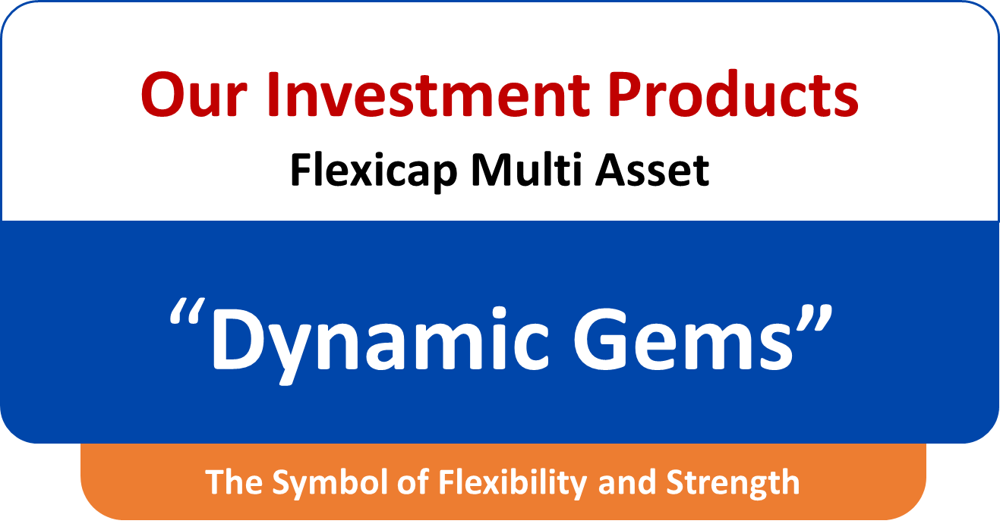 Our Investment Products
Flexicap Multi Asset
“Dynamic Gems”
The Symbol of Flexibility and Strength